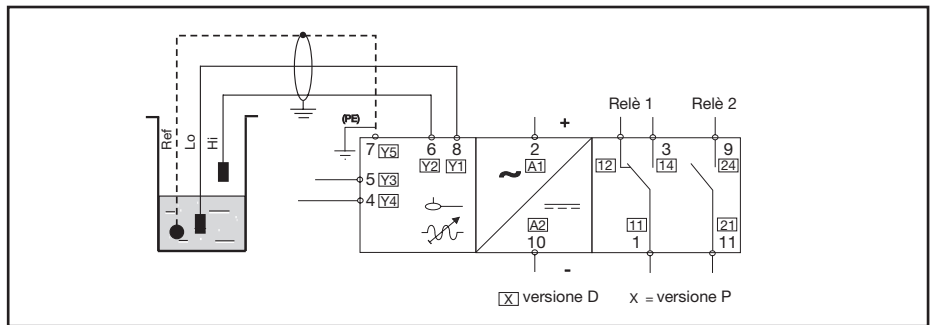 Relè 1 Relè 2
(PE) +
Ref Lo Hi
7 Y5 6 8 2 3 9
Y2 Y1 A1 12 14 24
5 Y3
4 Y4
A2 11 21
10 1 11
-
X versione D X = versione P